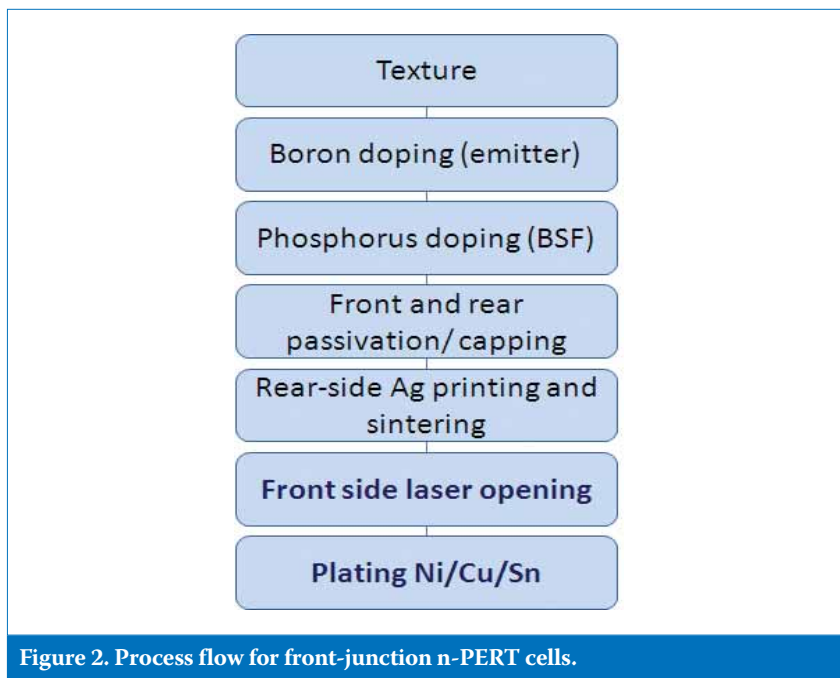 Texture
Boron doping (emitter)
Phosphorus doping (BSF)
Front and rear
passivation/ capping
Rear-side Ag printing and
sintering
Front side laser opening
Plating Ni/Cu/Sn
Figure 2. Process flow for front-junction n-PERT cells.